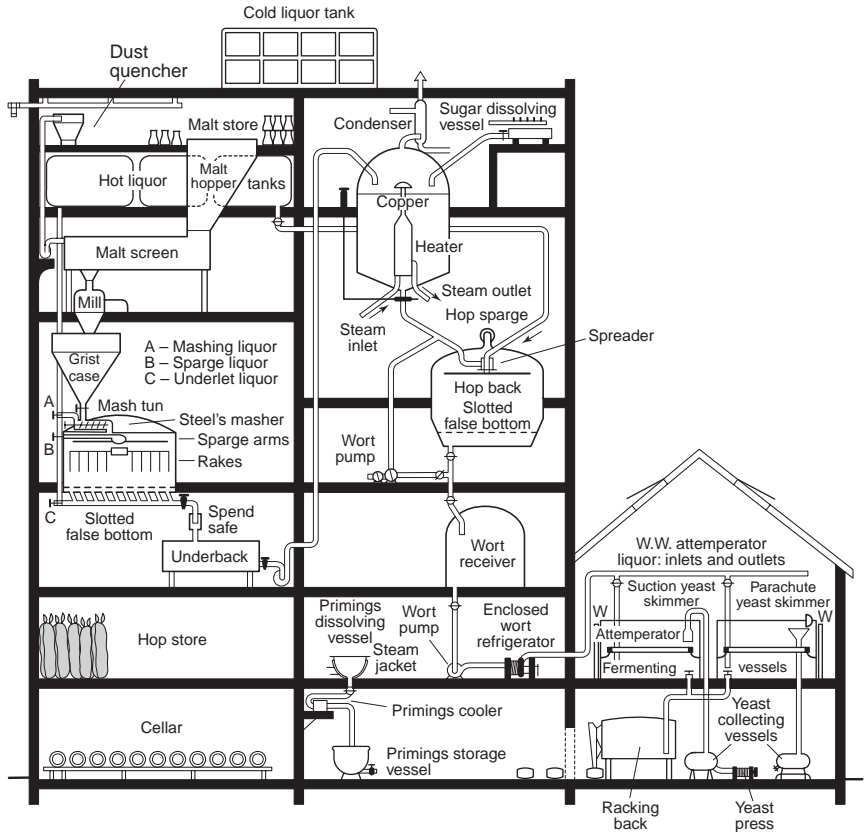 Cold liquor tank
Dust
quencher
Malt store
Condenser
Sugar dissolving
vessel
Hot liquor
Malt
hopper
tanks
Copper
Malt screen
Heater
Mill
Steam outlet
Hop sparge
Steam
inlet
Spreader
A – Mashing liquor
B – Sparge liquor
C – Underlet liquor
Grist
case
Hop back
Slotted
false bottom
A
Mash tun
Steel's masher
B
Sparge arms
Rakes
Wort
pump
C
Slotted
false bottom
Spend
safe
Underback
Wort
receiver
W.W. attemperator
liquor: inlets and outlets
Suction yeast
skimmer
Parachute
yeast skimmer
W
W
Attemperator
Fermenting
vessels
Hop store
Primings
dissolving
vessel
Steam
jacket
Wort
pump
Enclosed
wort
refrigerator
Primings cooler
Cellar
Primings storage
vessel
Yeast
collecting
vessels
Racking
back
Yeast
press